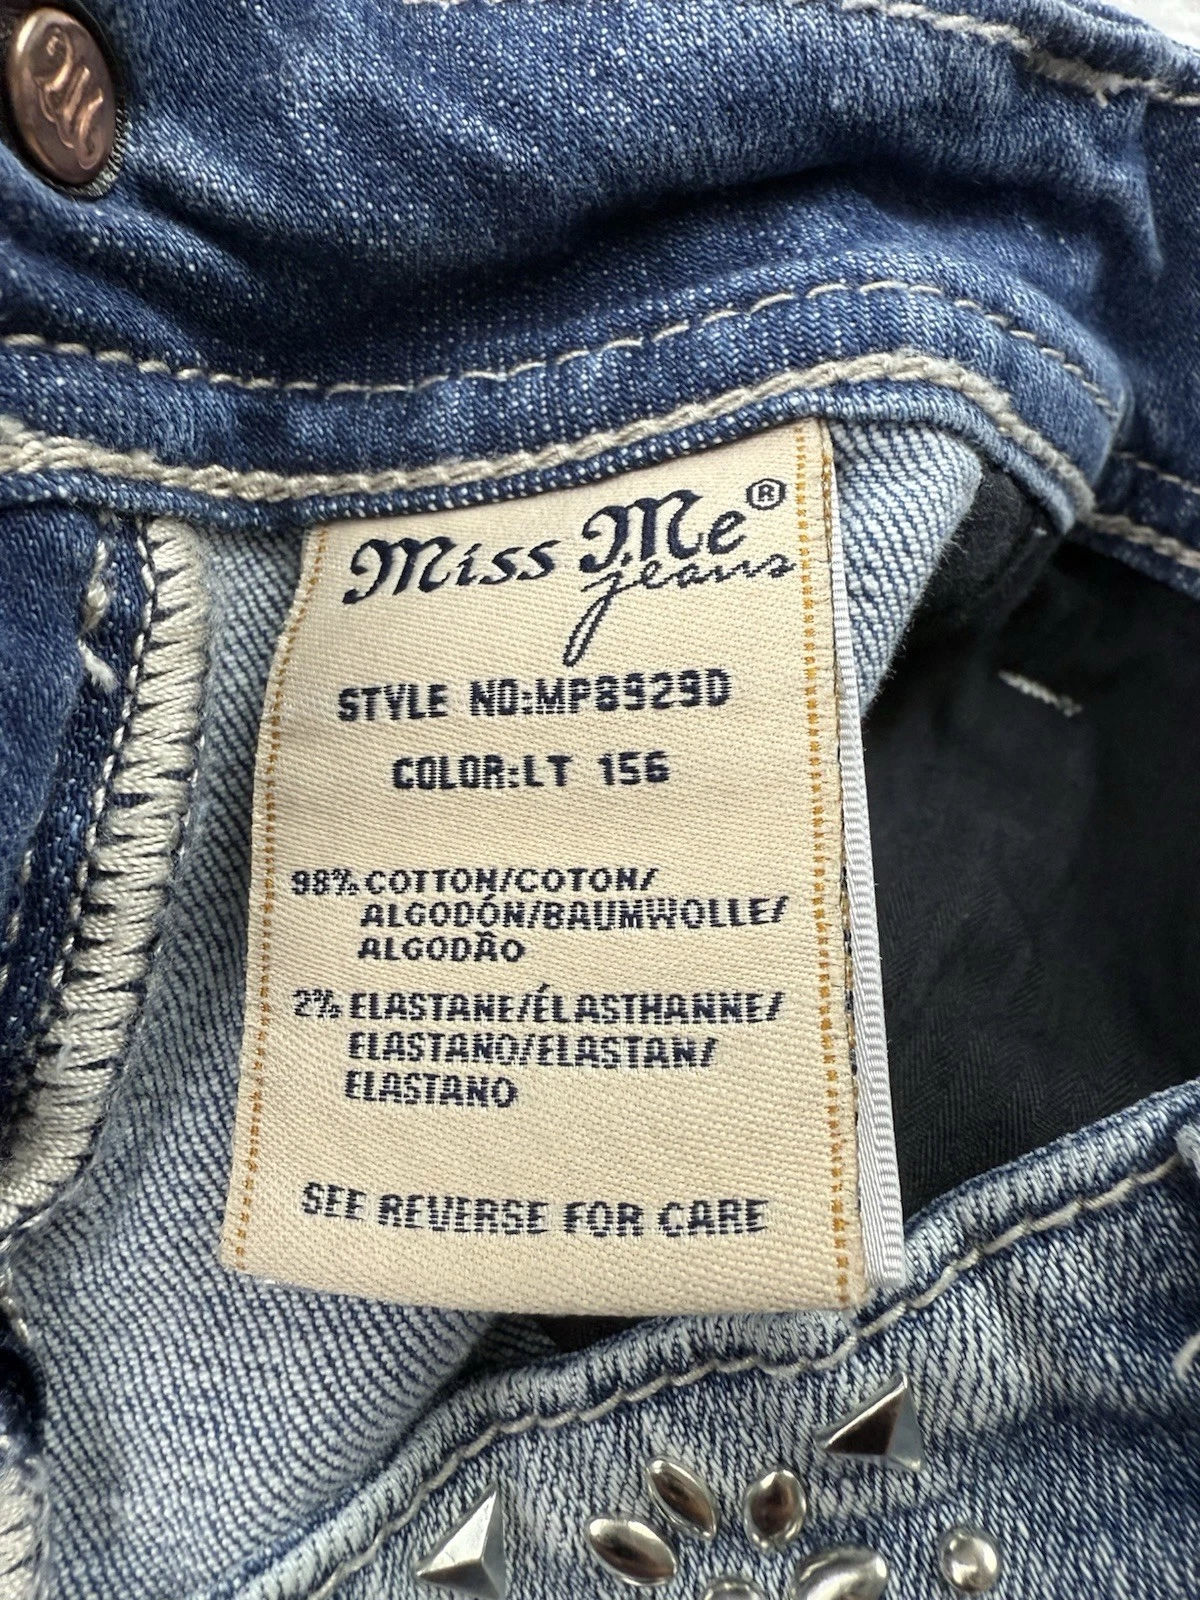 Miss Me®
jeans
STYLE NO:MP8929D
COLOR:LT 156
98% COTTON/COTON/
ALGODÓN/BAUMWOLLE/
ALGODÃO
2% ELASTANE/ÉLASTHANNE/
ELASTANO/ELASTAN/
ELASTANO
SEE REVERSE FOR CARE